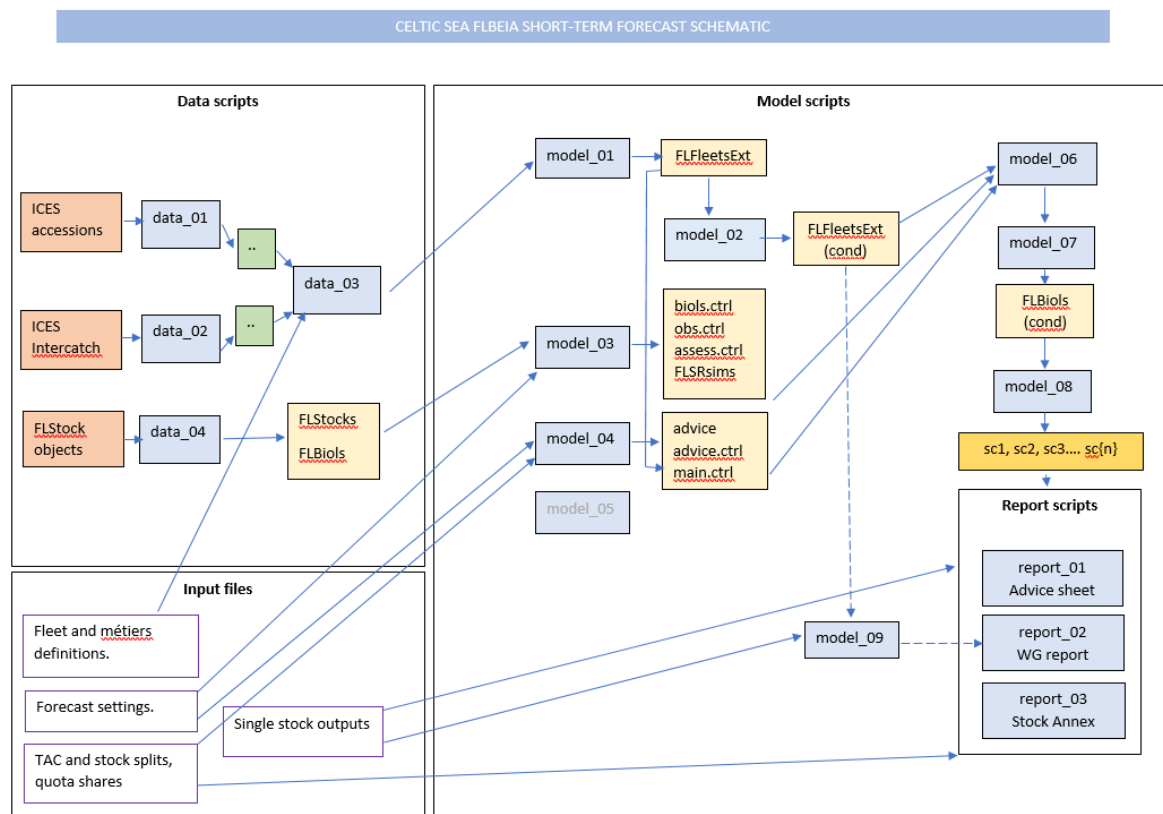 CELTIC SEA FLBEIA SHORT-TERM FORECAST SCHEMATIC
Data scripts
ICES
accessions
data_01
..
data_03
ICES
Intercatch
data_02
..
FLStock
objects
data_04
FLStocks
FLBiols
Input files
Fleet and métiers
definitions.
Forecast settings.
TAC and stock splits,
quota shares
Single stock outputs
Model scripts
model_01
FLFleetsExt
model_02
FLFleetsExt
(cond)
model_03
biols.ctrl
obs.ctrl
assess.ctrl
FLSRsims
model_04
advice
advice.ctrl
main.ctrl
model_05
model_06
model_07
FLBiols
(cond)
model_08
sc1, sc2, sc3…. sc{n}
model_09
Report scripts
report_01
Advice sheet
report_02
WG report
report_03
Stock Annex